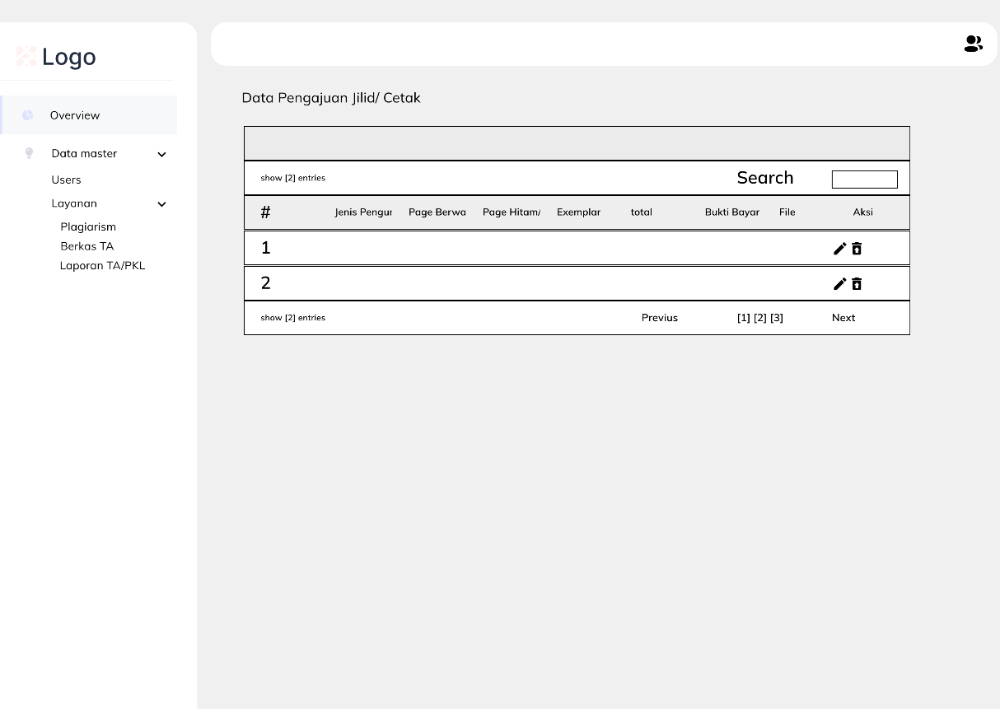 Logo
Overview
Data master
Users
Layanan
Plagiarism
Berkas TA
Laporan TA/PKL
Data Pengajuan Jilid/ Cetak
show [2] entries Search
# Jenis Pengur Page Berwa Page Hitam/ Exemplar total Bukti Bayar File Aksi
1
2
show [2] entries Previus [1] [2] [3] Next